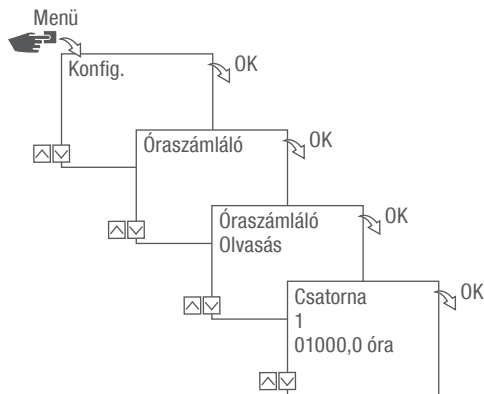 Menü
Konfig.
OK
Óraszámláló
OK
Óraszámláló
Olvasás
OK
Csatorna
1
01000,0 óra
OK